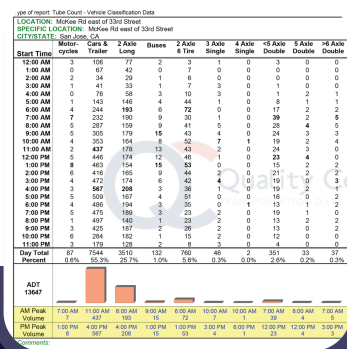 ype of report: Tube Count - Vehicle Classification Data
LOCATION: McKee Rd east of 33rd Street
SPECIFIC LOCATION: McKee Rd east of 33rd Street
CITY/STATE: San Jose, CA
Start Time Motor-cycles Cars & Trailer 2 Axle Long Buses 2 Axle 6 Tire 3 Axle Single 4 Axle Single <5 Axle Double 5 Axle Double >6 Axle Double
12:00 AM 3 108 77 2 3 1 0 3 0 0
1:00 AM 0 67 42 0 7 0 0 0 0 0
2:00 AM 2 34 29 1 6 0 0 0 0 0
3:00 AM 1 41 33 1 7 3 0 1 0 0
4:00 AM 0 76 58 3 10 3 0 1 2 1
5:00 AM 1 143 146 4 44 1 0 8 1 1
6:00 AM 4 244 193 6 72 0 0 17 2 2
7:00 AM 7 232 190 9 30 1 0 39 2 5
8:00 AM 5 287 159 9 41 5 0 28 4 5
9:00 AM 5 305 179 15 43 4 0 24 3 3
10:00 AM 4 353 164 8 52 7 1 19 2 4
11:00 AM 2 437 178 13 43 2 0 24 3 0
12:00 PM 5 446 174 12 46 1 0 23 4 0
1:00 PM 8 463 154 15 53 0 0 15 2 2
2:00 PM 6 416 165 9 44 2 0 21 2 3
3:00 PM 4 472 174 6 42 4 0 19 2 3
4:00 PM 3 567 208 3 36 1 0 19 2 1
5:00 PM 5 509 167 4 51 0 0 16 0 2
6:00 PM 4 486 194 3 35 0 1 13 1 2
7:00 PM 5 475 189 3 23 2 0 19 1 0
8:00 PM 1 497 140 1 23 2 0 13 2 2
9:00 PM 3 425 187 2 26 2 0 13 2 0
10:00 PM 6 284 182 1 15 2 0 12 0 0
11:00 PM 3 179 128 2 8 3 0 4 0 0
Day Total 87 7544 3510 132 760 46 2 351 33 37
Percent 0.6% 55.3% 25.7% 1.0% 5.6% 0.3% 0.0% 2.6% 0.2% 0.3%
ADT
13647
AM Peak 7:00 AM 11:00 AM 6:00 AM 9:00 AM 6:00 AM 10:00 AM 10:00 AM 7:00 AM 8:00 AM 7:00 AM
Volume 7 437 193 15 72 7 1 39 4 5
PM Peak 1:00 PM 4:00 PM 4:00 PM 1:00 PM 1:00 PM 3:00 PM 6:00 PM 12:00 PM 12:00 PM 3:00 PM
Volume 8 567 208 15 53 4 1 23 4 3
Comments: